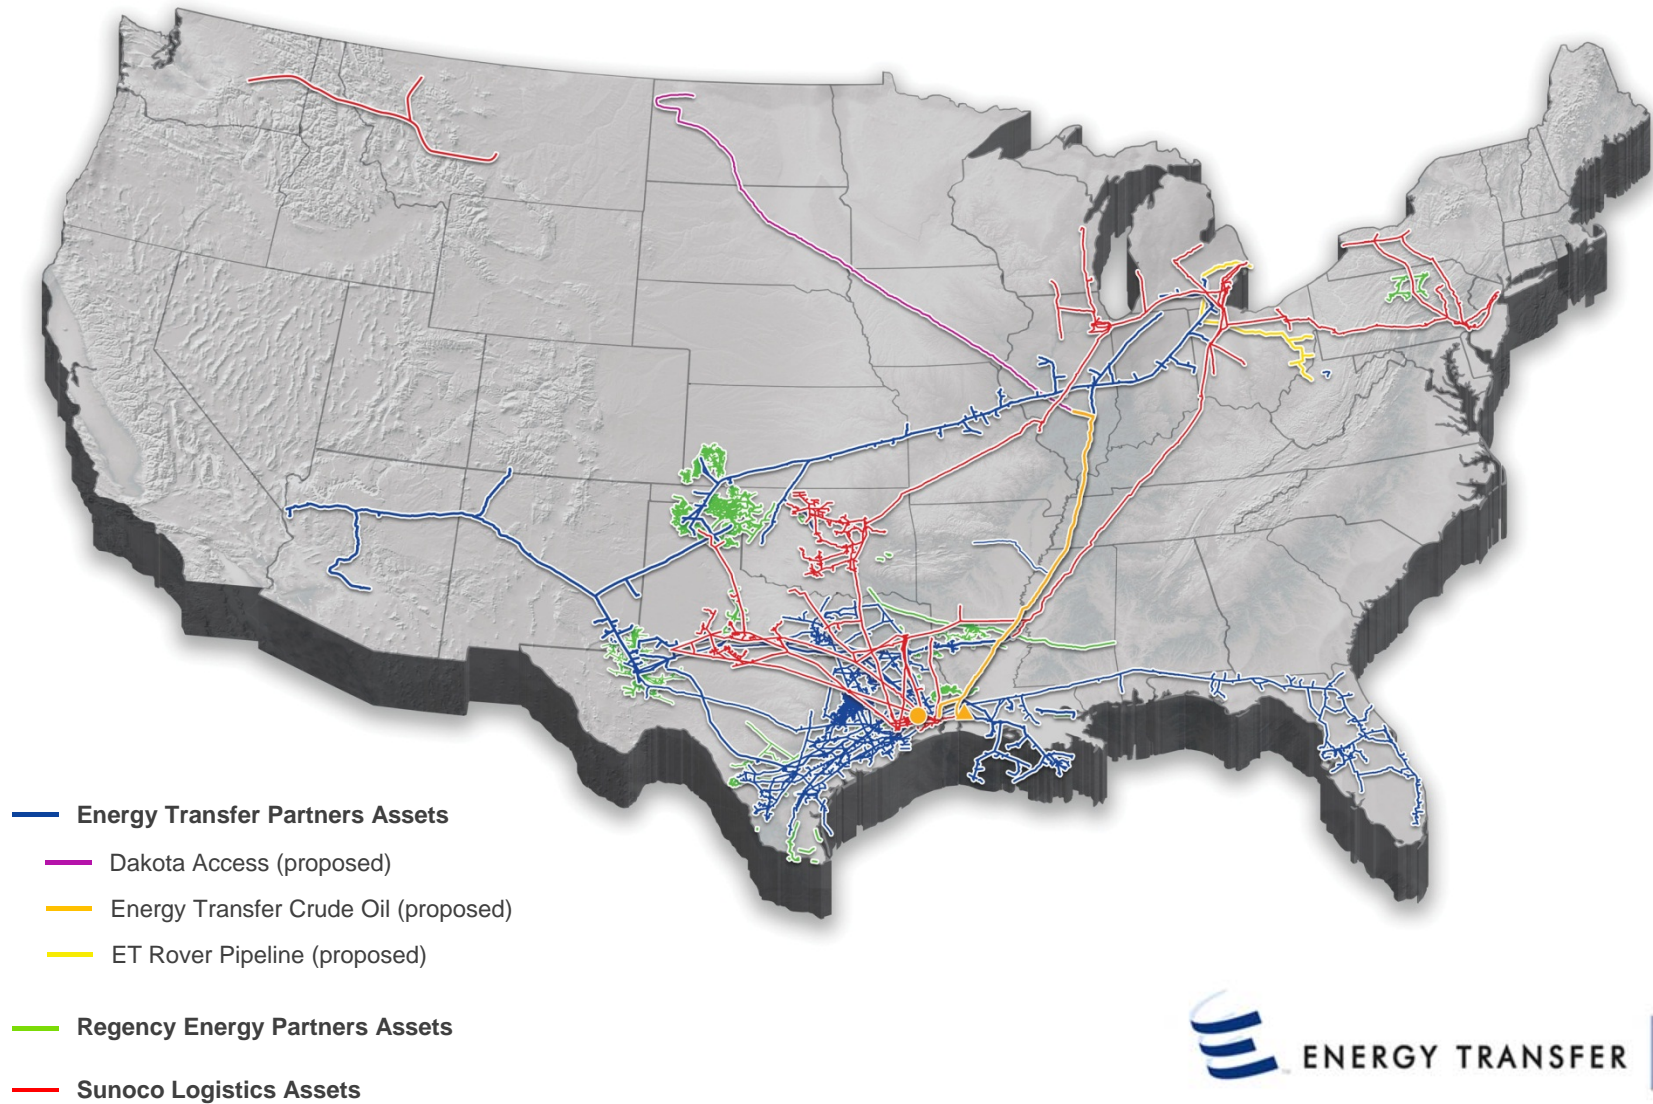 Energy Transfer Partners Assets
Dakota Access (proposed)
Energy Transfer Crude Oil (proposed)
ET Rover Pipeline (proposed)
Regency Energy Partners Assets
Sunoco Logistics Assets
ENERGY TRANSFER